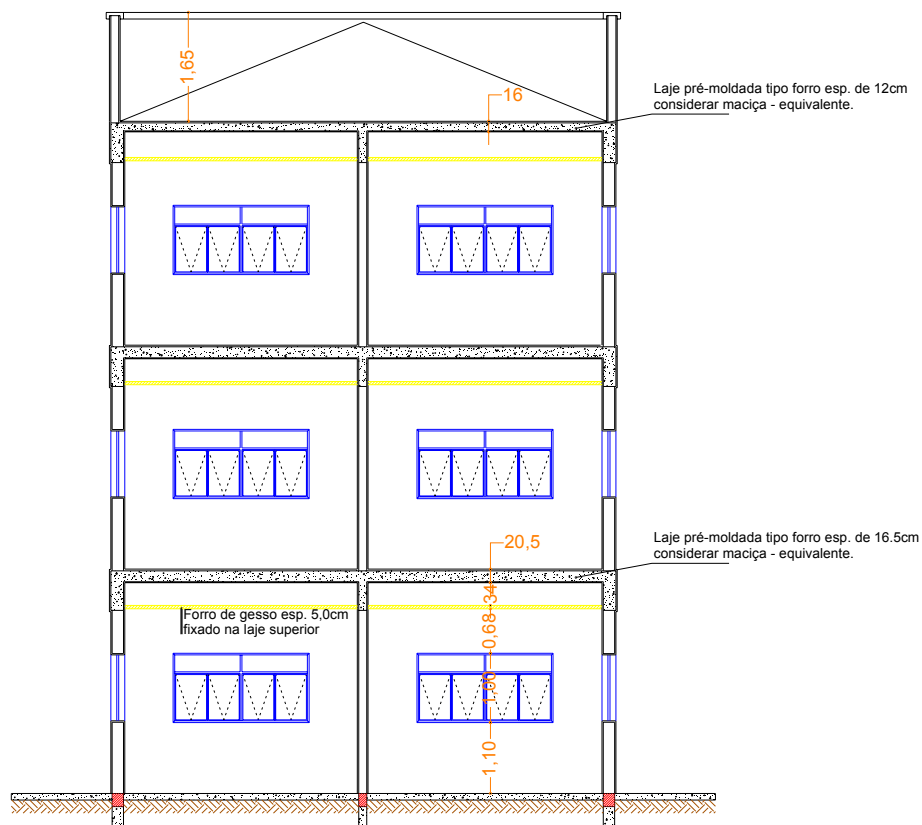 1,65
16
Laje pré-moldada tipo forro esp. de 12cm
considerar maciça - equivalente.
20,5
Laje pré-moldada tipo forro esp. de 16.5cm
considerar maciça - equivalente.
34
Forro de gesso esp. 5,0cm
fixado na laje superior
0,68
1,00
1,10